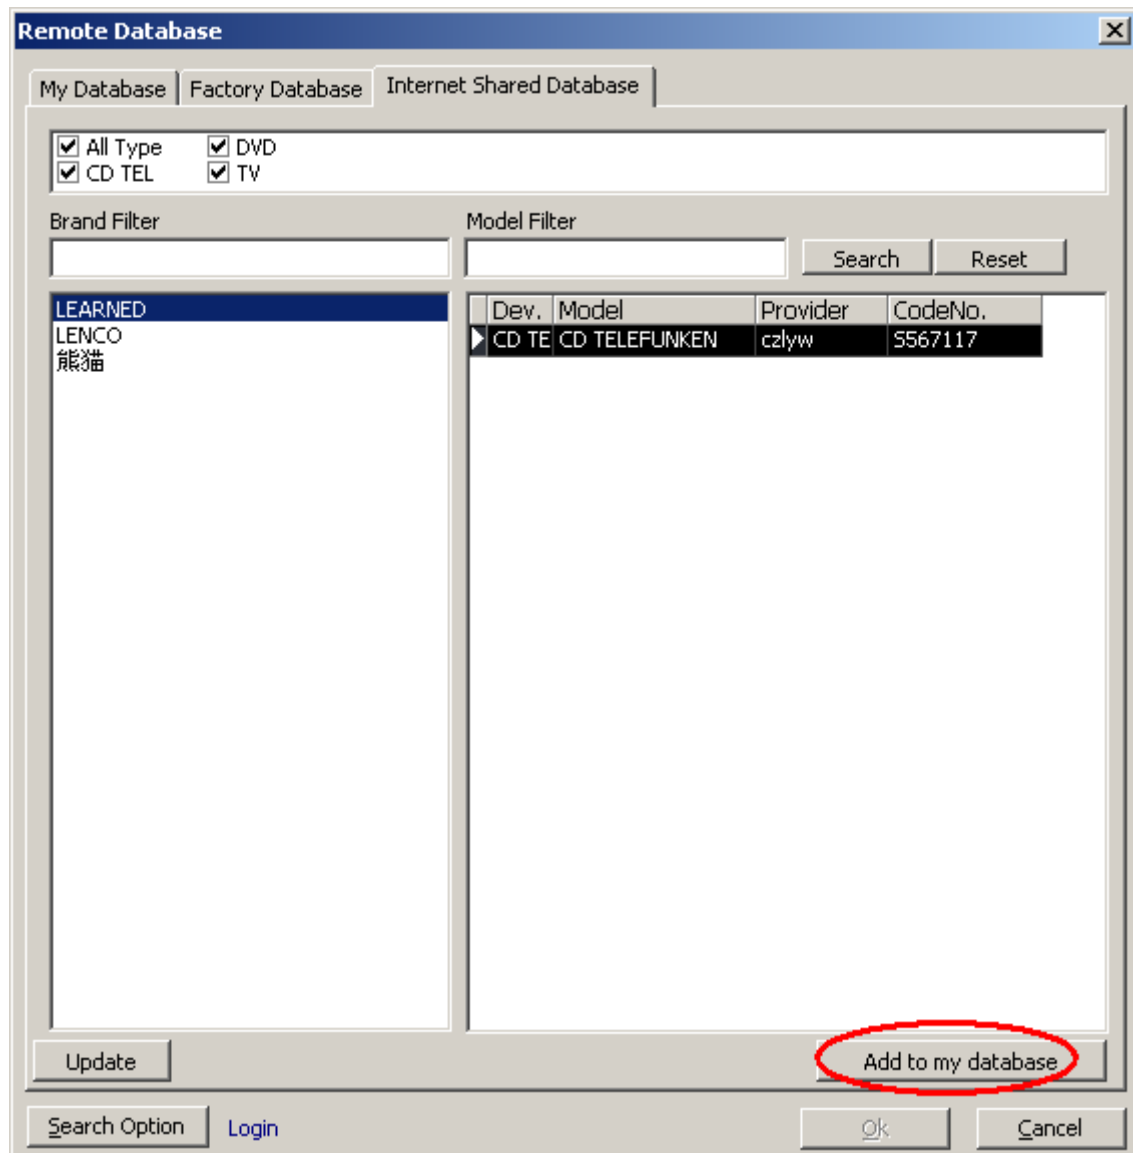 Remote Database
My Database Factory Database Internet Shared Database
All Type DVD
CD TEL TV
Brand Filter Model Filter
Search Reset
LEARNED
LENCO
熊猫
Dev. Model Provider CodeNo.
CD TE CD TELEFUNKEN czlyw S567117
Update Add to my database
Search Option Login Ok Cancel